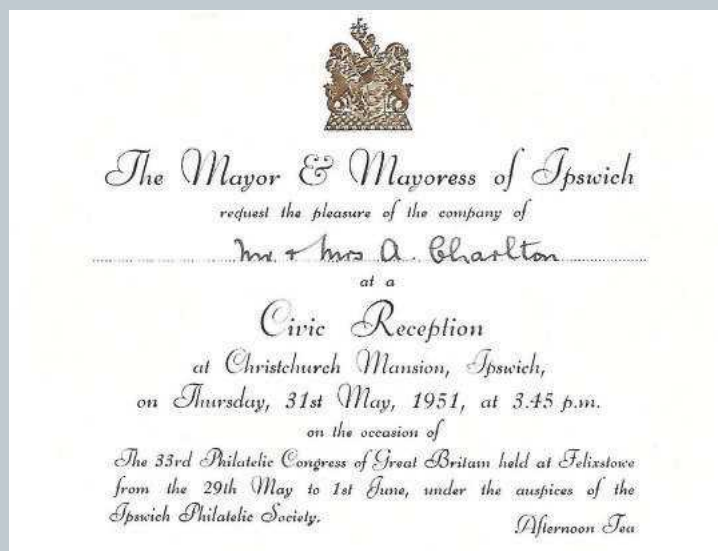 The Mayor & Mayoress of Ipswich
request the pleasure of the company of
Mr & Mrs A. Charlton
at a
Civic Reception
at Christchurch Mansion, Ipswich,
on Thursday, 31st May, 1951, at 3.45 p.m.
on the occasion of
The 33rd Philatelic Congress of Great Britain held at Felixstowe
from the 29th May to 1st June, under the auspices of the
Ipswich Philatelic Society.
Afternoon Tea